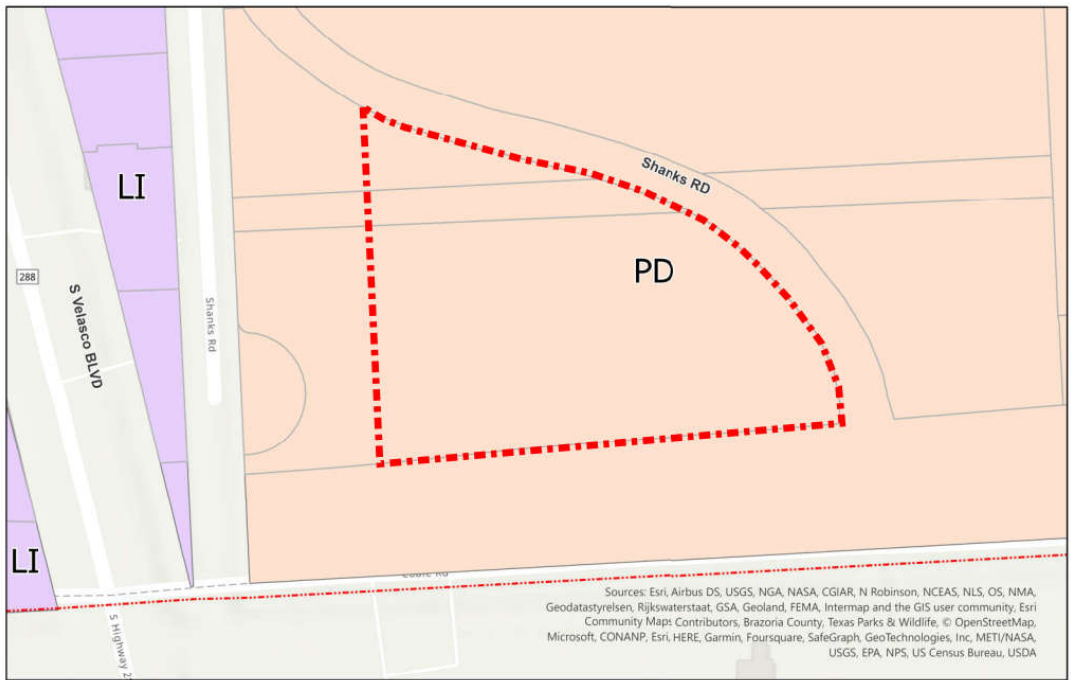 LI
Shanks RD
PD
288
S Velasco BLVD
Shanks Rd
LI
S Highway 2
Sources: Esri, Airbus DS, USGS, NGA, NASA, CGIAR, N Robinson, NCEAS, NLS, OS, NMA,
Geodatastyrelsen, Rijkswaterstaat, GSA, Geoland, FEMA, Intermap and the GIS user community, Esri
Community Maps Contributors, Brazoria County, Texas Parks & Wildlife, © OpenStreetMap,
Microsoft, CONANP, Esri, HERE, Garmin, Foursquare, SafeGraph, GeoTechnologies, Inc, METI/NASA,
USGS, EPA, NPS, US Census Bureau, USDA